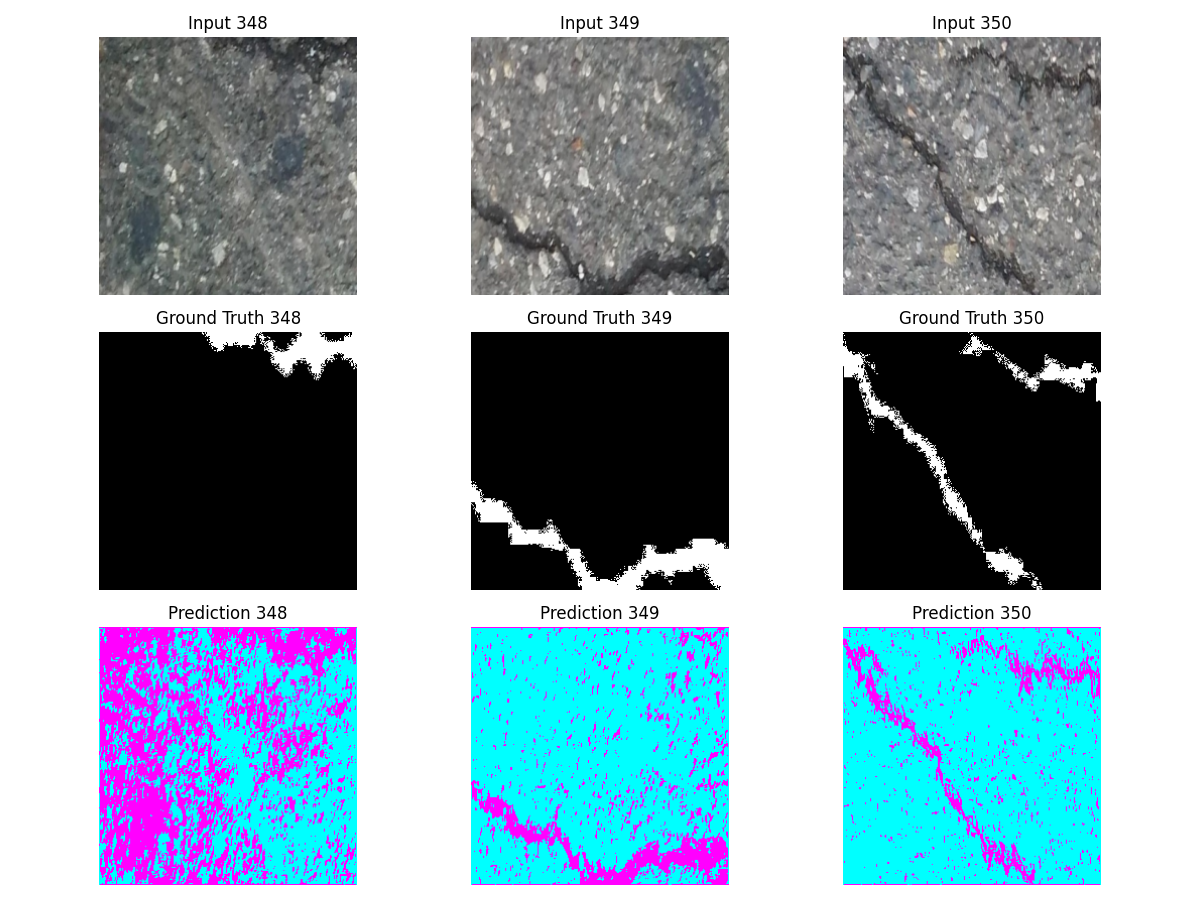 Input 348
Input 349
Input 350
Ground Truth 348
Ground Truth 349
Ground Truth 350
Prediction 348
Prediction 349
Prediction 350